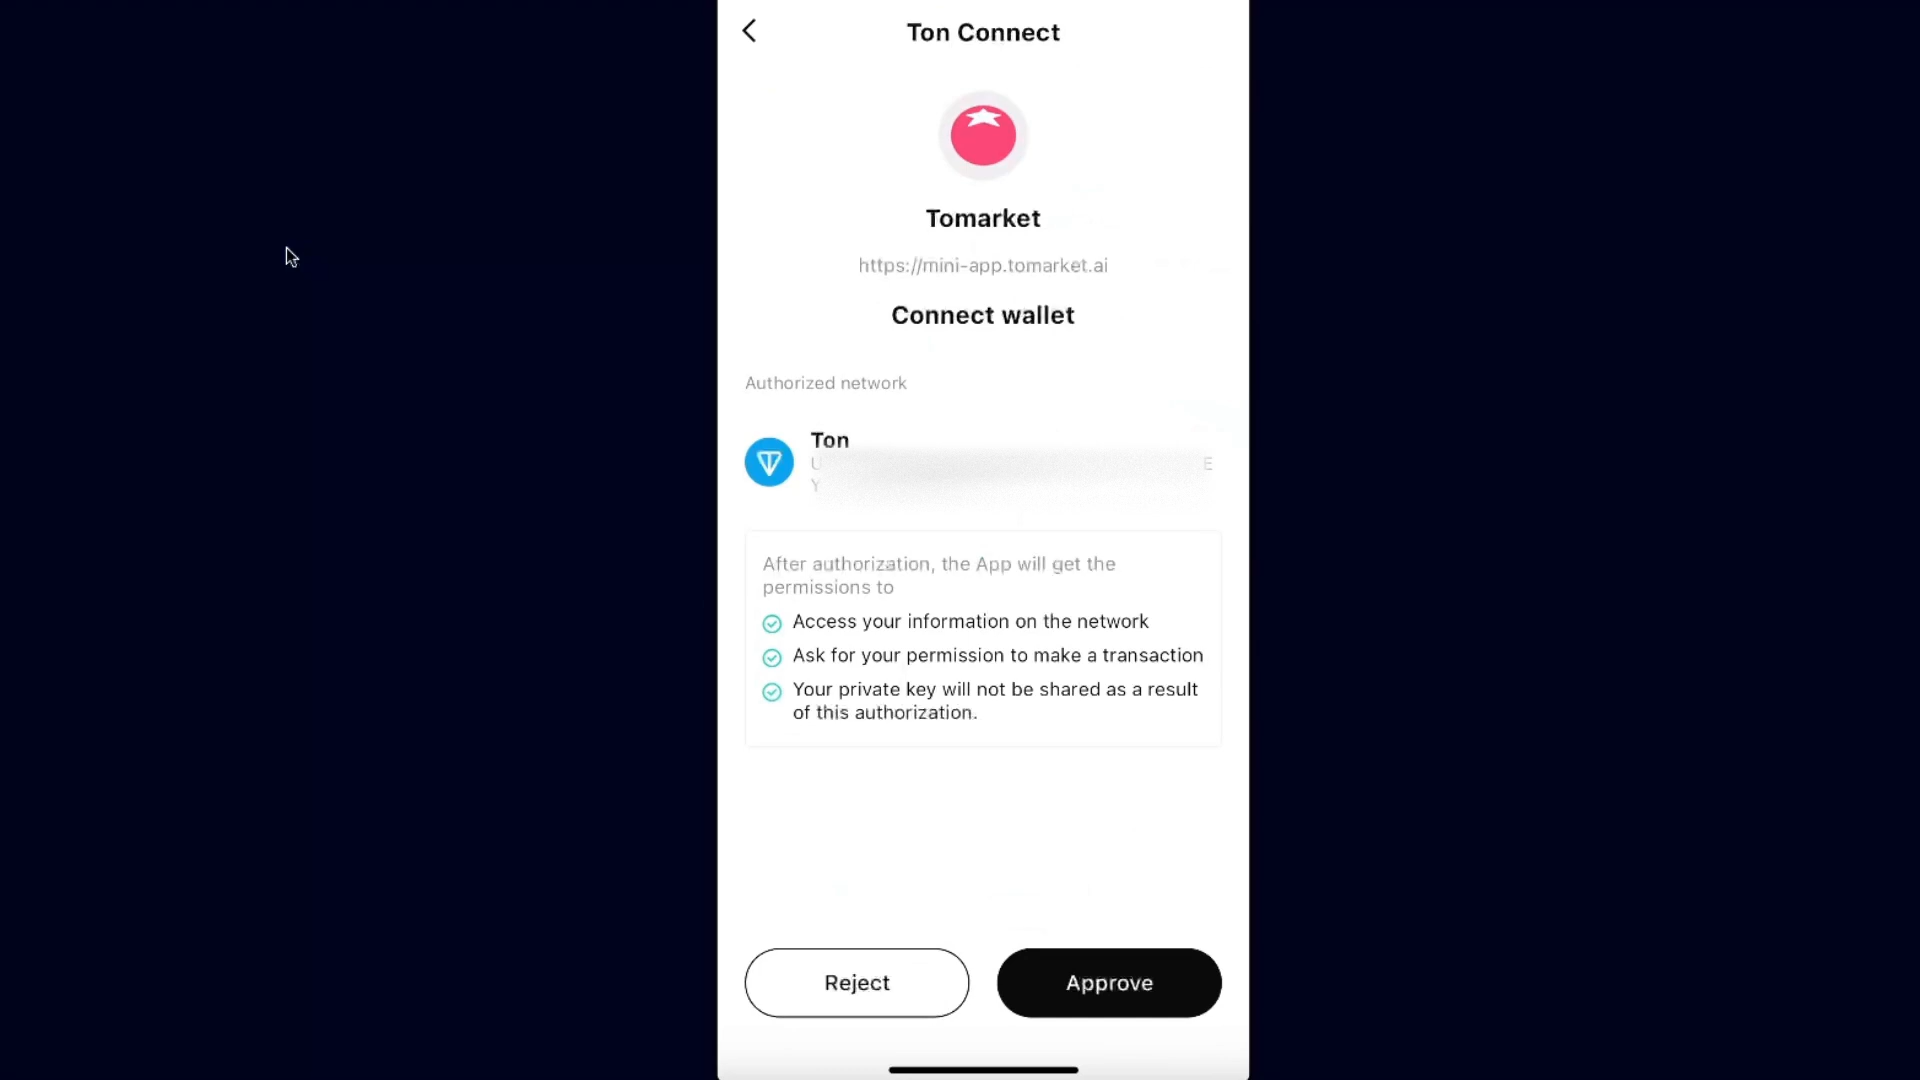 Ton Connect
Tomarket
https://mini-app.tomarket.ai
Connect wallet
Authorized network
Ton
U E
Y
After authorization, the App will get the
permissions to
Access your information on the network
Ask for your permission to make a transaction
Your private key will not be shared as a result
of this authorization.
Reject
Approve